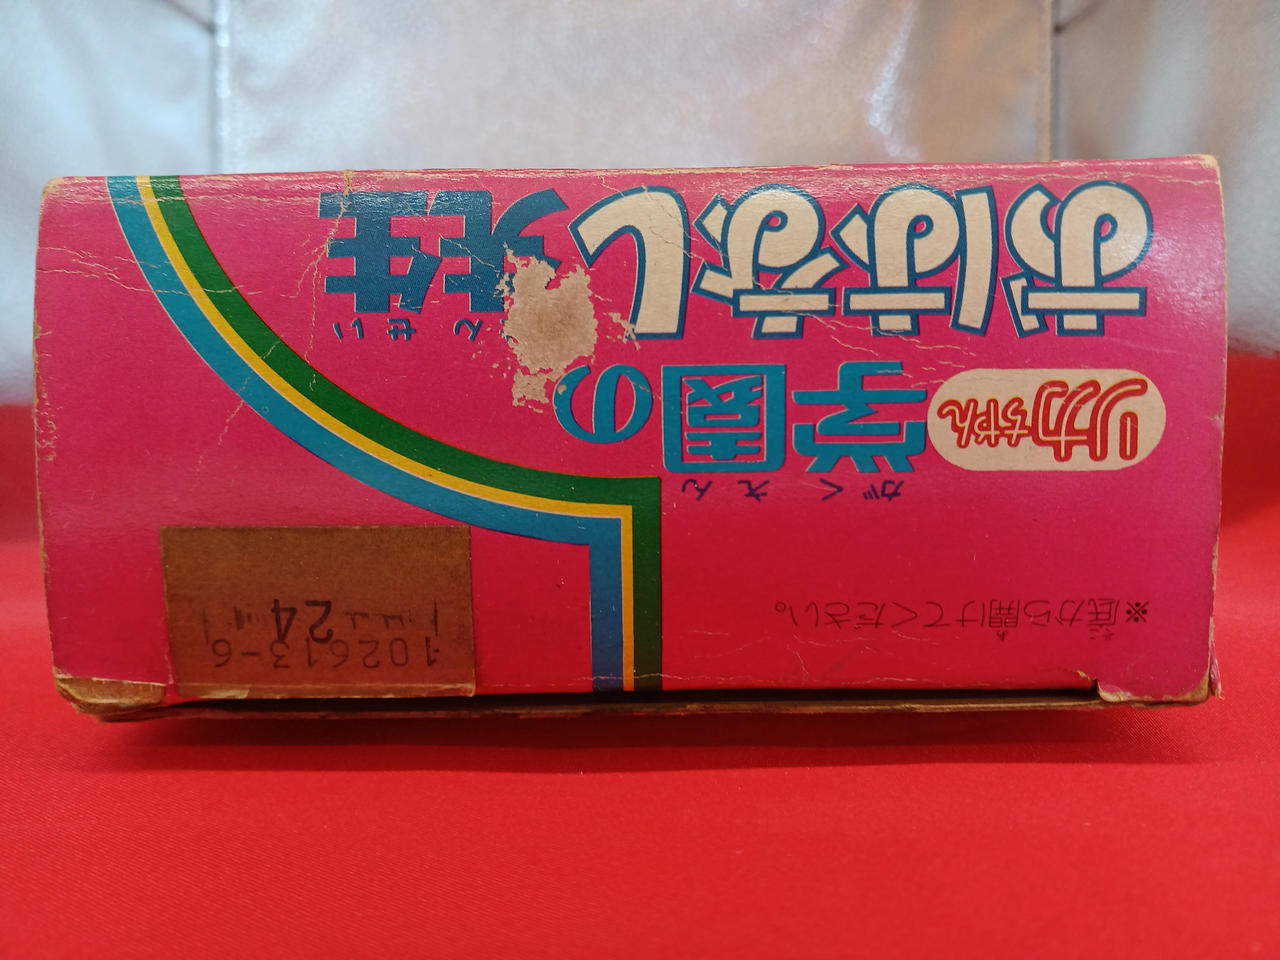 ※底から開けてください。
あ
102613-6
24
がくえん
リカちゃん 学園の
んせい
おはなし先生